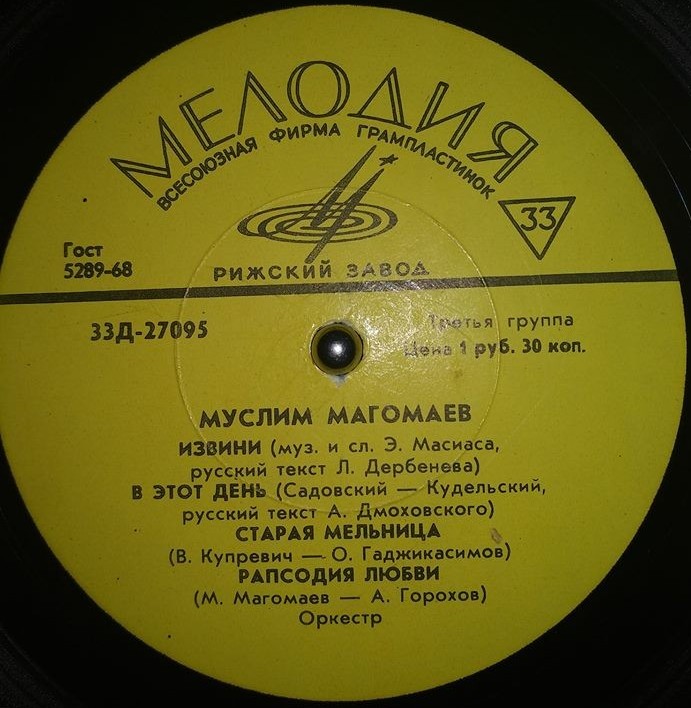 МЕЛОДИЯ
ВСЕСОЮЗНАЯ ФИРМА ГРАМПЛАСТИНОК
33
РИЖСКИЙ ЗАВОД
Гост
5289-68
33Д-27095
Третья группа
Цена 1 руб. 30 коп.
МУСЛИМ МАГОМАЕВ
ИЗВИНИ (муз. и сл. Э. Масиаса,
русский текст Л. Дербенева)
В ЭТОТ ДЕНЬ (Садовский — Кудельский,
русский текст А. Дмоховского)
СТАРАЯ МЕЛЬНИЦА
(В. Купревич — О. Гаджикасимов)
РАПСОДИЯ ЛЮБВИ
(М. Магомаев — А. Горохов)
Оркестр